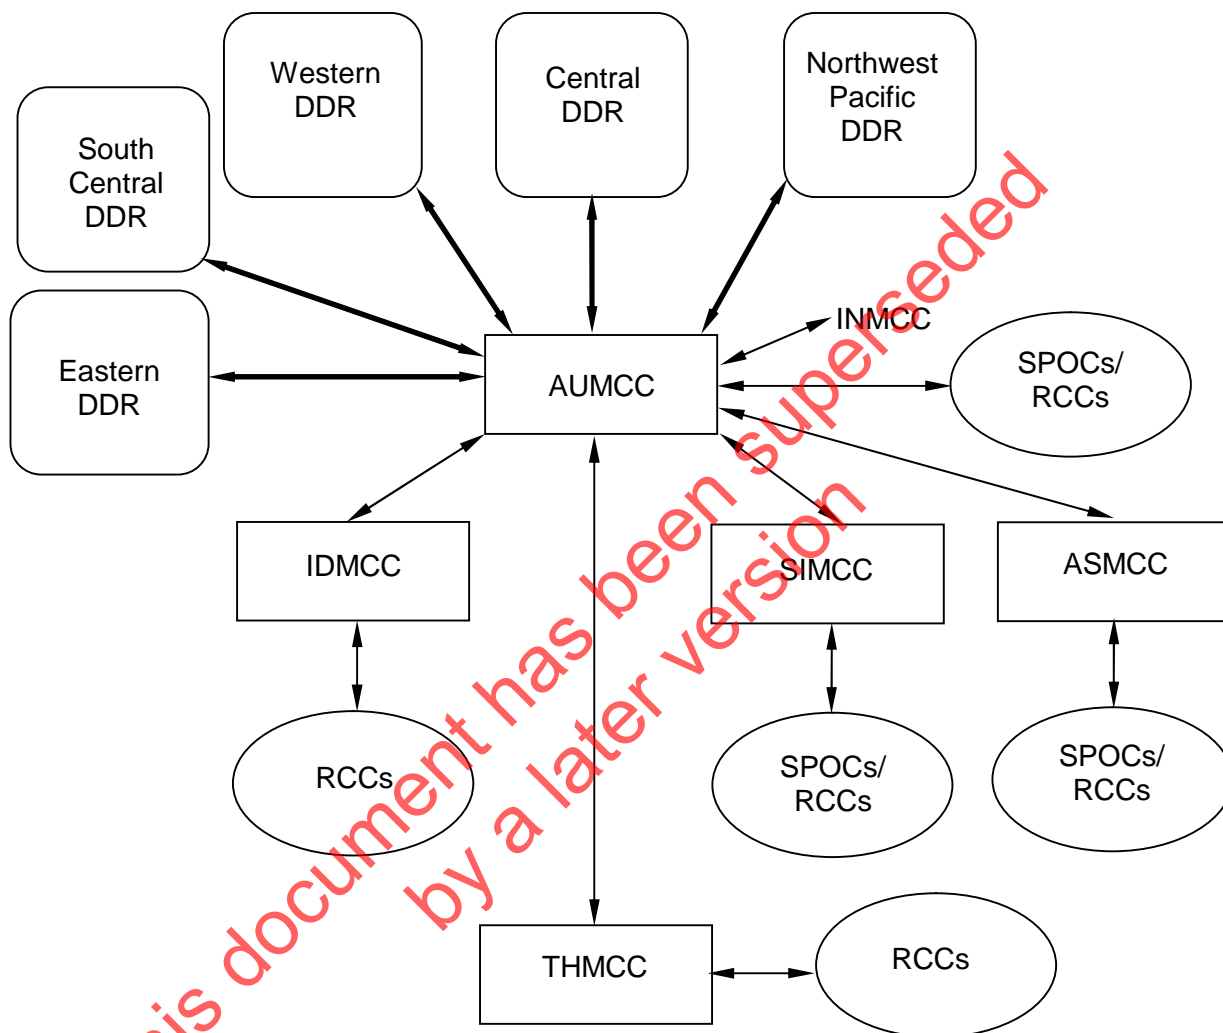 Western
DDR
Central
DDR
Northwest
Pacific
DDR
South
Central
DDR
INMCC
Eastern
DDR
AUMCC
SPOCs/
RCCs
IDMCC
SIMCC
ASMCC
RCCs
SPOCs/
RCCs
SPOCs/
RCCs
THMCC
RCCs
his document has been superseded
by a later version